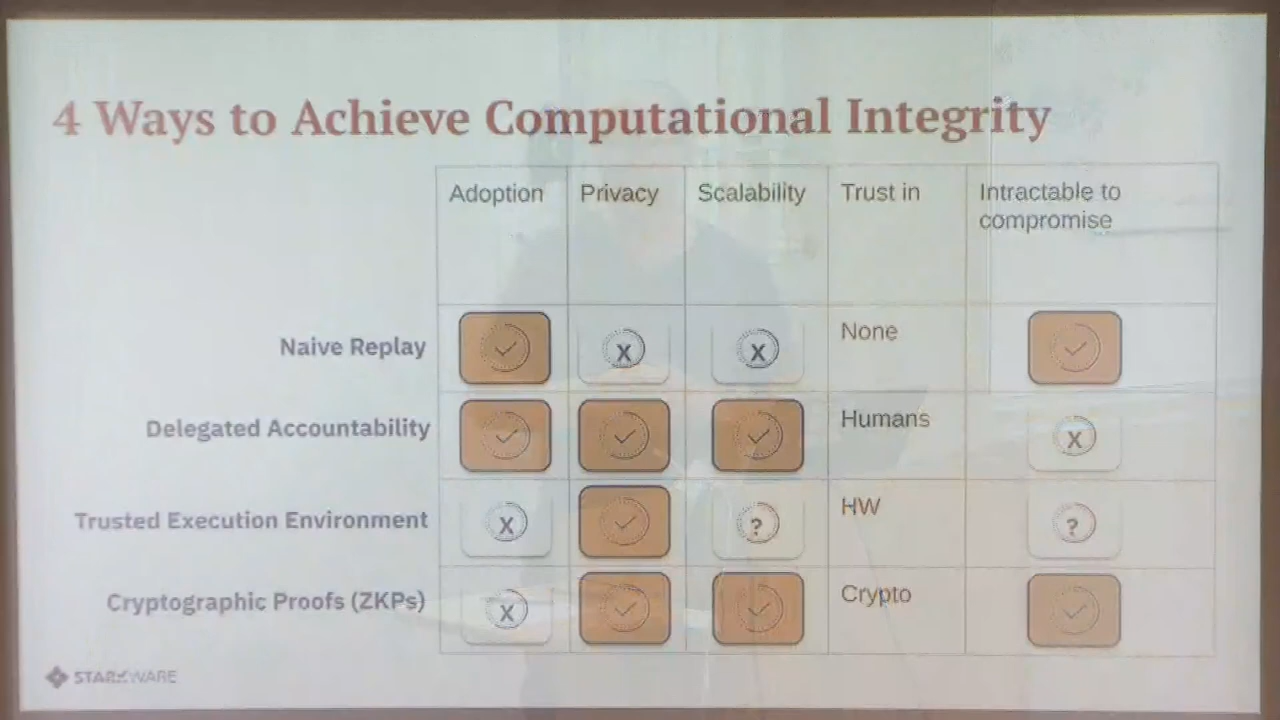 4 Ways to Achieve Computational Integrity
Adoption Privacy Scalability Trust in Intractable to
compromise
Naive Replay X X None
Delegated Accountability Humans X
Trusted Execution Environment X ? HW ?
Cryptographic Proofs (ZKPs) X Crypto
STARKWARE